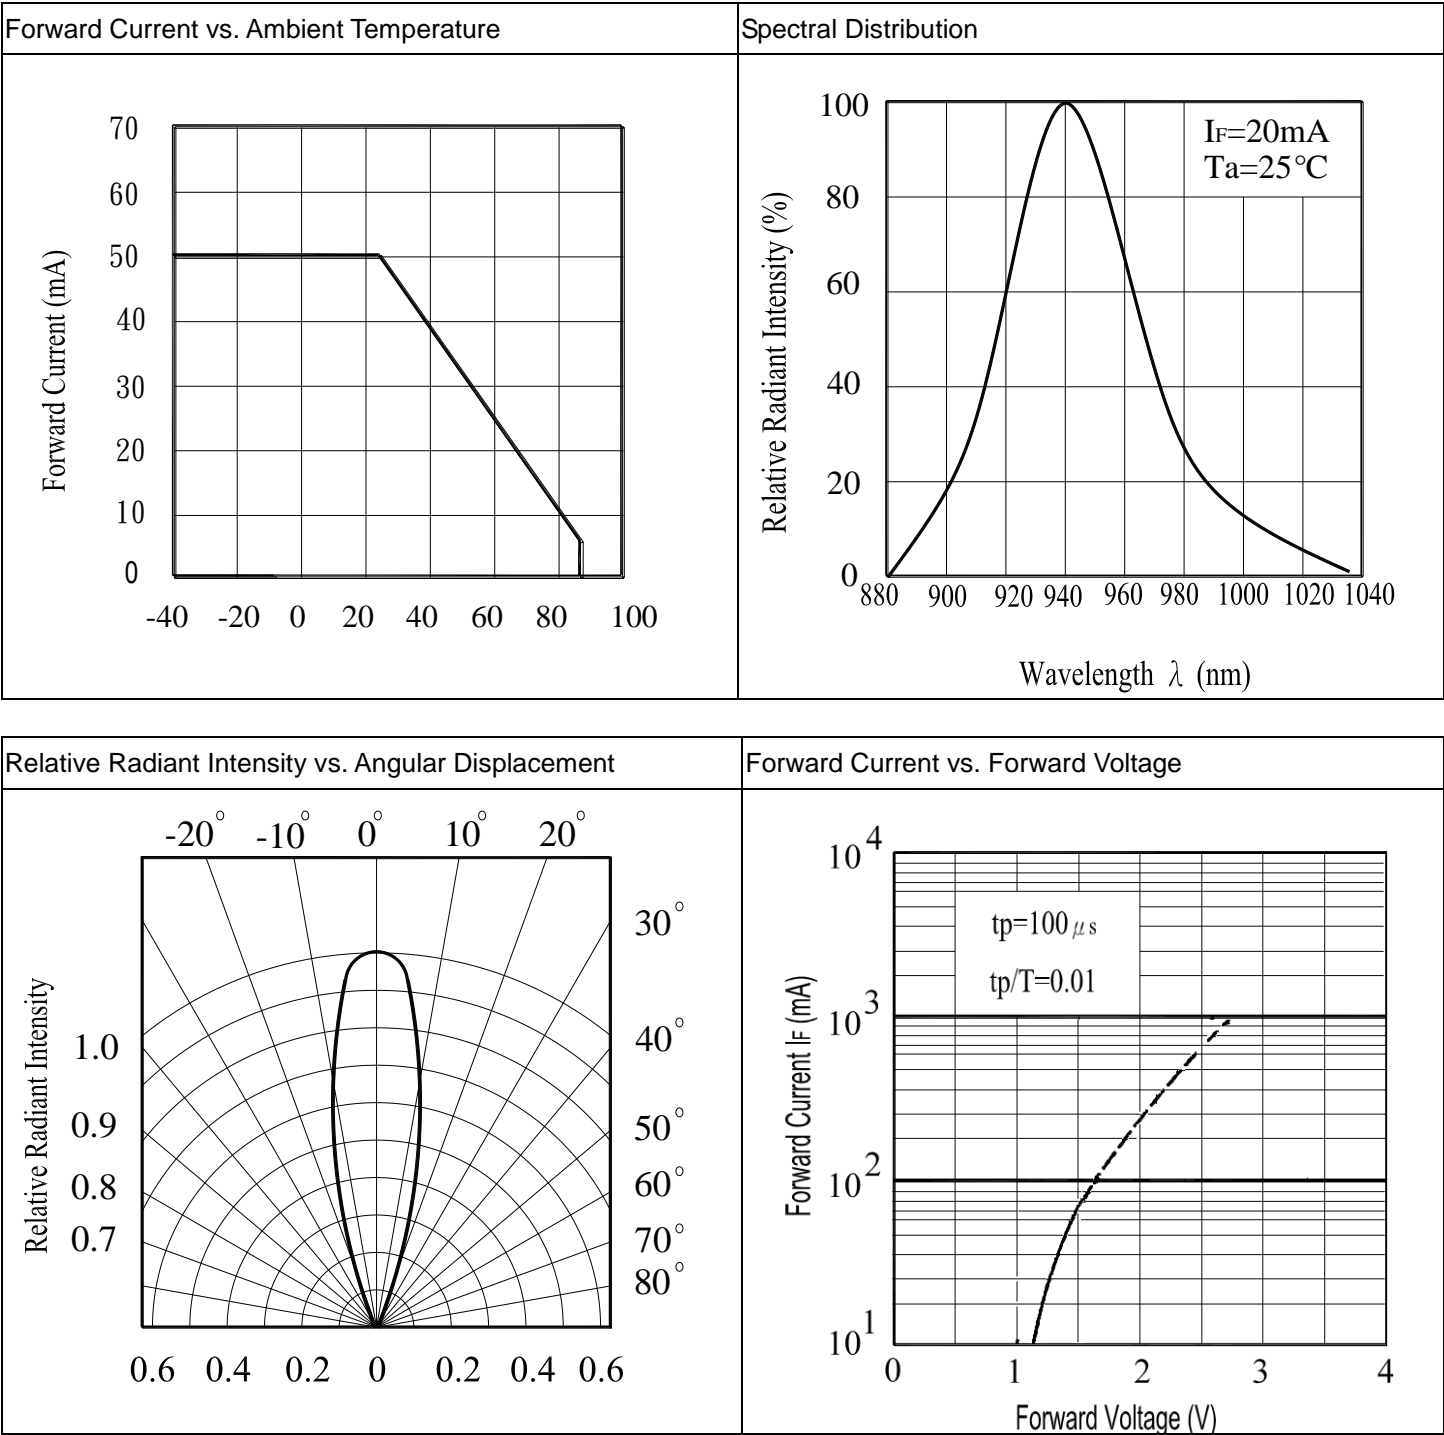 Forward Current vs. Ambient Temperature
Forward Current (mA)
70
60
50
40
30
20
10
0
-40 -20 0 20 40 60 80 100
Spectral Distribution
Relative Radiant Intensity (%)
100
80
60
40
20
0
IF=20mA
Ta=25°C
880 900 920 940 960 980 1000 1020 1040
Wavelength λ (nm)
Relative Radiant Intensity vs. Angular Displacement
-20° -10° 0° 10° 20°
30°
40°
50°
60°
70°
80°
Relative Radiant Intensity
1.0
0.9
0.8
0.7
0.6 0.4 0.2 0 0.2 0.4 0.6
Forward Current vs. Forward Voltage
Forward Current IF (mA)
10^4
10^3
10^2
10^1
tp=100μs
tp/T=0.01
0 1 2 3 4
Forward Voltage (V)